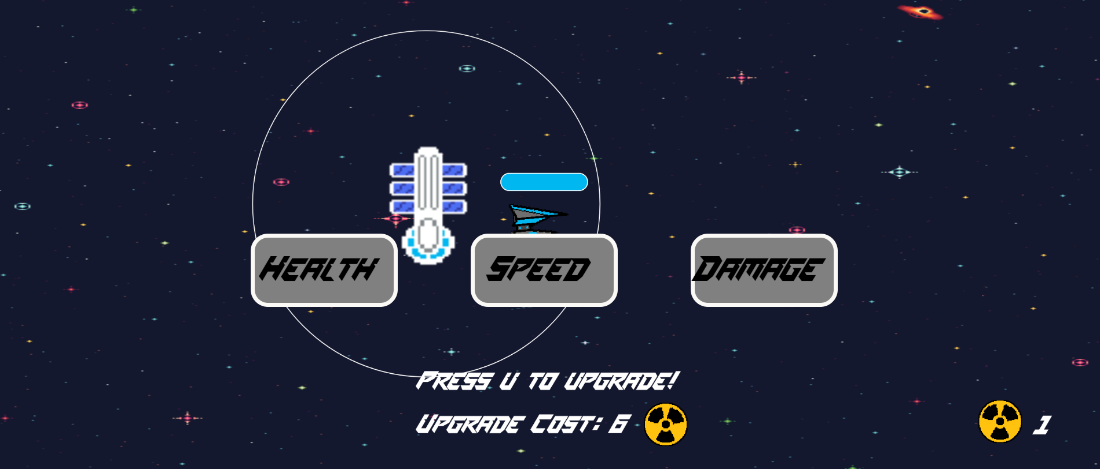 HEALTH
SPEED
DAMAGE
PRESS U TO UPGRADE!
UPGRADE COST: 6
1